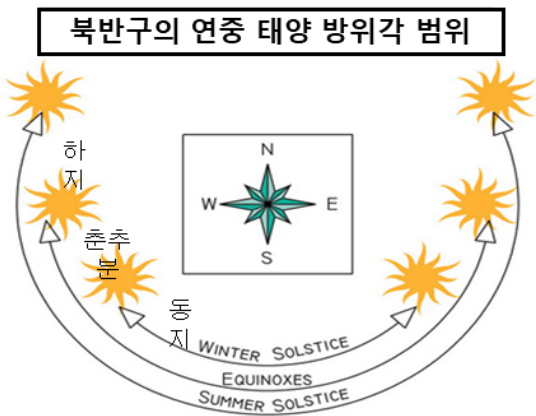 북반구의 연중 태양 방위각 범위
하
지
N
W
E
S
춘추
분
동
지
WINTER SOLSTICE
EQUINOXES
SUMMER SOLSTICE